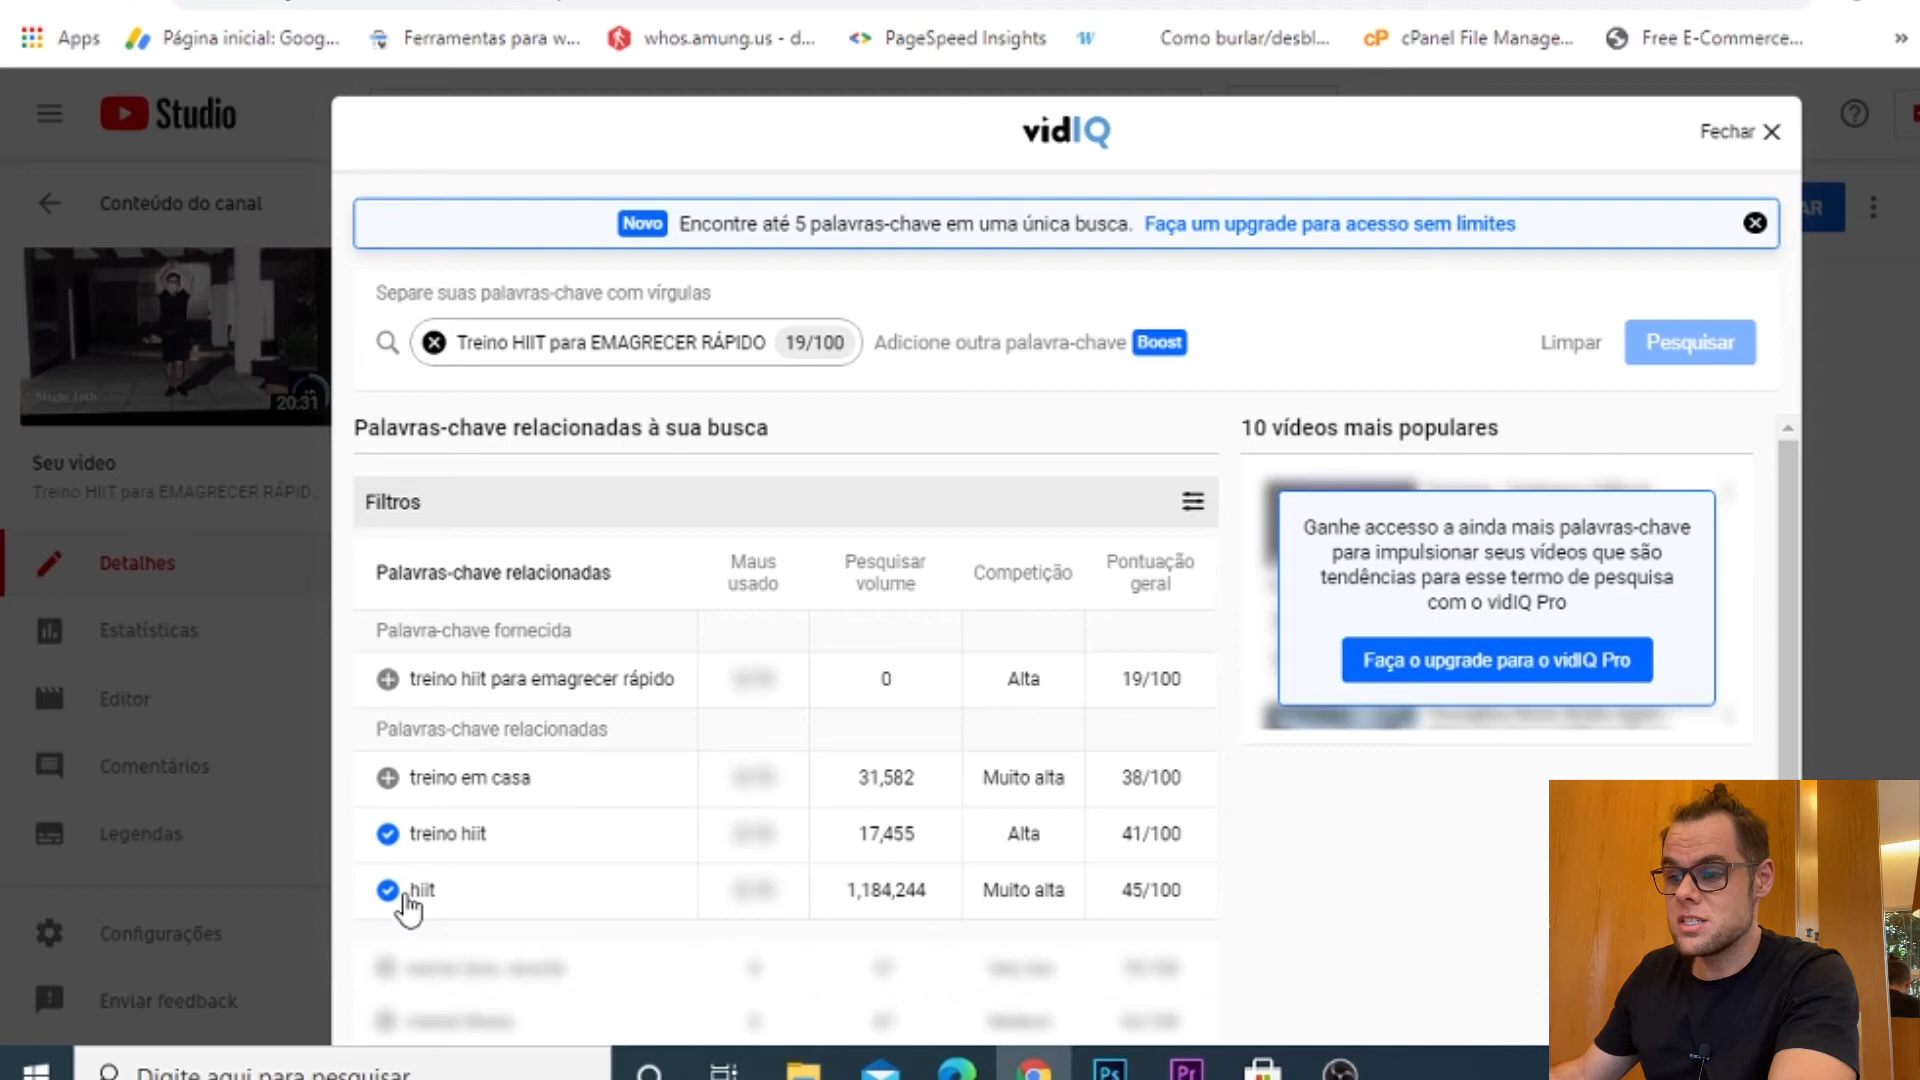 Apps
Página inicial: Goog...
Ferramentas para w...
whos.amung.us - d...
PageSpeed Insights
Como burlar/desbl...
cPanel File Manage...
Free E-Commerce...
»
Studio
vidIQ
Fechar
Conteúdo do canal
Novo Encontre até 5 palavras-chave em uma única busca. Faça um upgrade para acesso sem limites
AR
Separe suas palavras-chave com vírgulas
Treino HIIT para EMAGRECER RÁPIDO 19/100 Adicione outra palavra-chave Boost
Limpar
Pesquisar
20:31
Seu vídeo
Treino HIIT para EMAGRECER RÁPID...
Detalhes
Estatísticas
Editor
Comentários
Legendas
Configurações
Enviar feedback
Palavras-chave relacionadas à sua busca
Filtros
Palavras-chave relacionadas
Maus usado
Pesquisar volume
Competição
Pontuação geral
Palavra-chave fornecida
treino hiit para emagrecer rápido 0 Alta 19/100
Palavras-chave relacionadas
treino em casa 31,582 Muito alta 38/100
treino hiit 17,455 Alta 41/100
hiit 1,184,244 Muito alta 45/100
10 vídeos mais populares
Ganhe accesso a ainda mais palavras-chave
para impulsionar seus vídeos que são
tendências para esse termo de pesquisa
com o vidIQ Pro
Faça o upgrade para o vidIQ Pro
Digite aqui para pesquisar
Ps
Pr